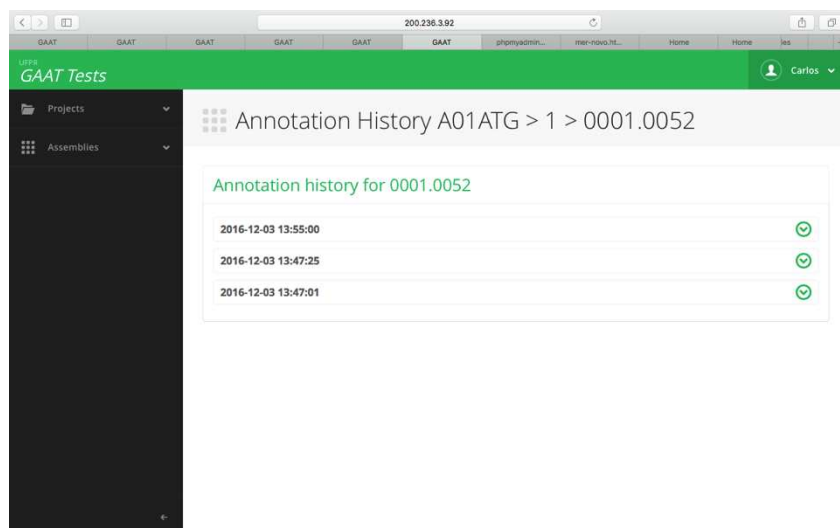 200.236.3.92
GAAT GAAT GAAT GAAT GAAT GAAT phpmyadmin... mer-novo.ht... Home Home les
UFPR
GAAT Tests
Carlos
Projects
Assemblies
Annotation History A01ATG > 1 > 0001.0052
Annotation history for 0001.0052
2016-12-03 13:55:00
2016-12-03 13:47:25
2016-12-03 13:47:01